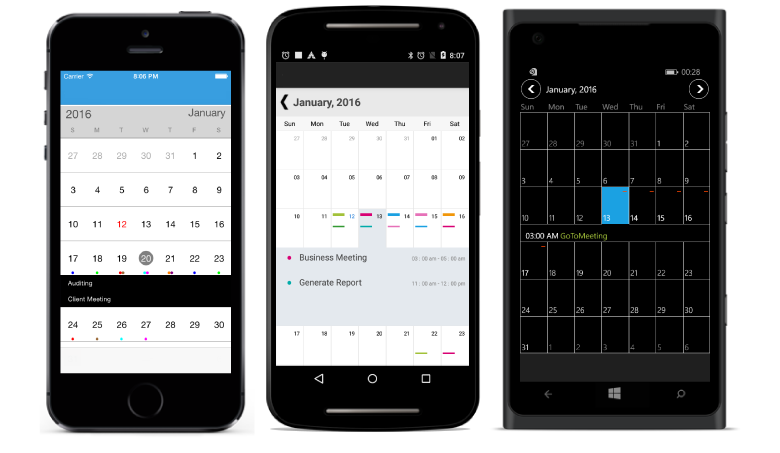 Carrier 8:06 PM
2016 January
S M T W T F S
27 28 29 30 31 1 2
3 4 5 6 7 8 9
10 11 12 13 14 15 16
17 18 19 20 21 22 23
Auditing
Client Meeting
24 25 26 27 28 29 30
8:07
January, 2016
Sun Mon Tue Wed Thu Fri Sat
27 28 29 30 31 01 02
03 04 05 06 07 08 09
10 11 12 13 14 15 16
Business Meeting 03 : 00 am - 05 : 00 am
Generate Report 11 : 00 am - 12 : 00 pm
17 18 19 20 21 22 23
00:28
January, 2016
Sun Mon Tue Wed Thu Fri Sat
27 28 29 30 31 1 2
3 4 5 6 7 8 9
10 11 12 13 14 15 16
03:00 AM GoToMeeting
17 18 19 20 21 22 23
24 25 26 27 28 29 30
31 1 2 3 4 5 6